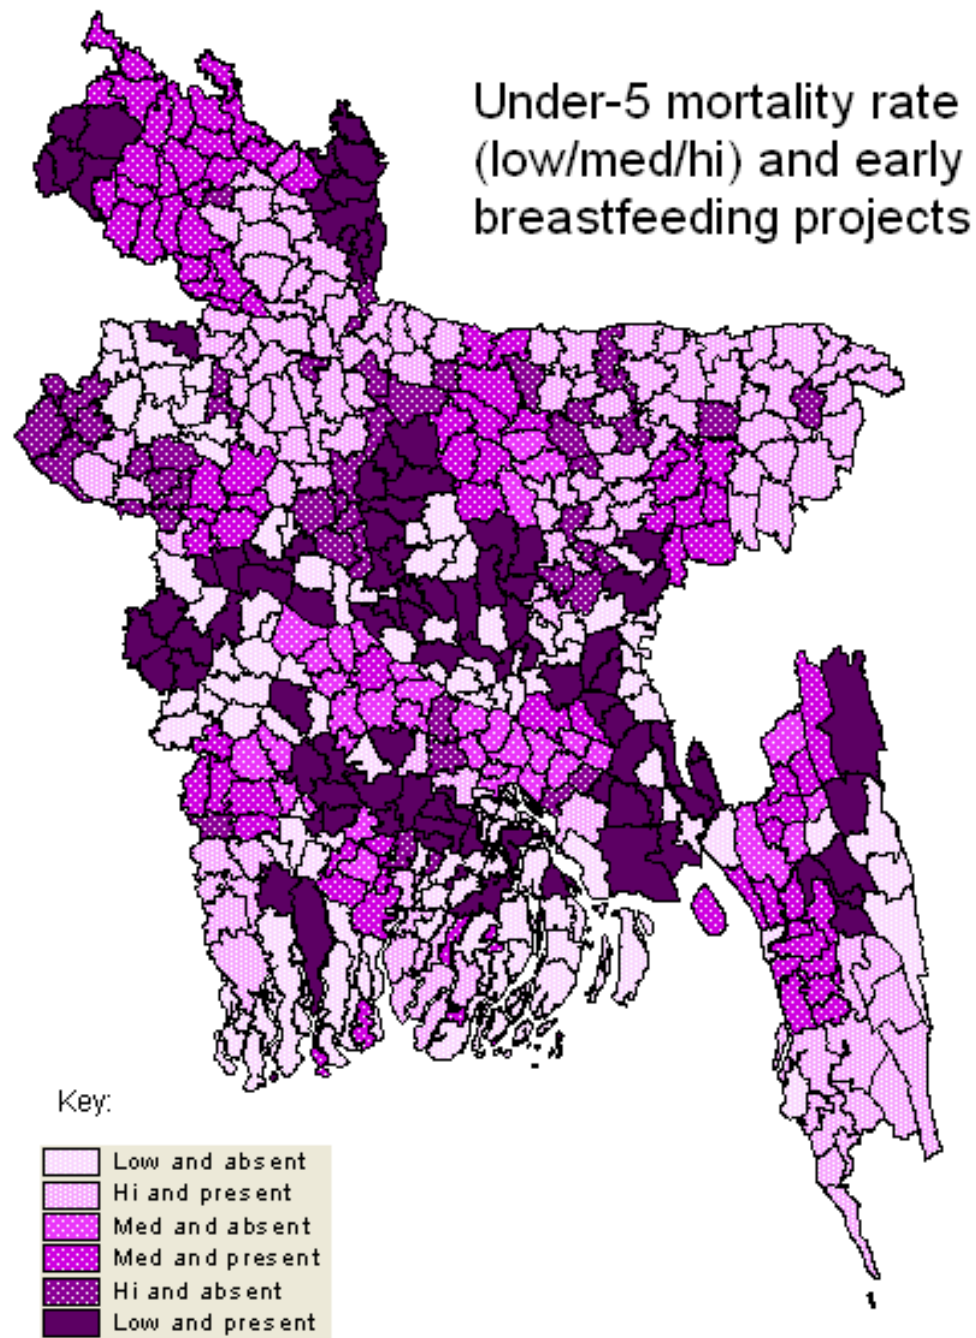 Under-5 mortality rate
(low/med/hi) and early
breastfeeding projects
Key:
Low and absent
Hi and present
Med and absent
Med and present
Hi and absent
Low and present